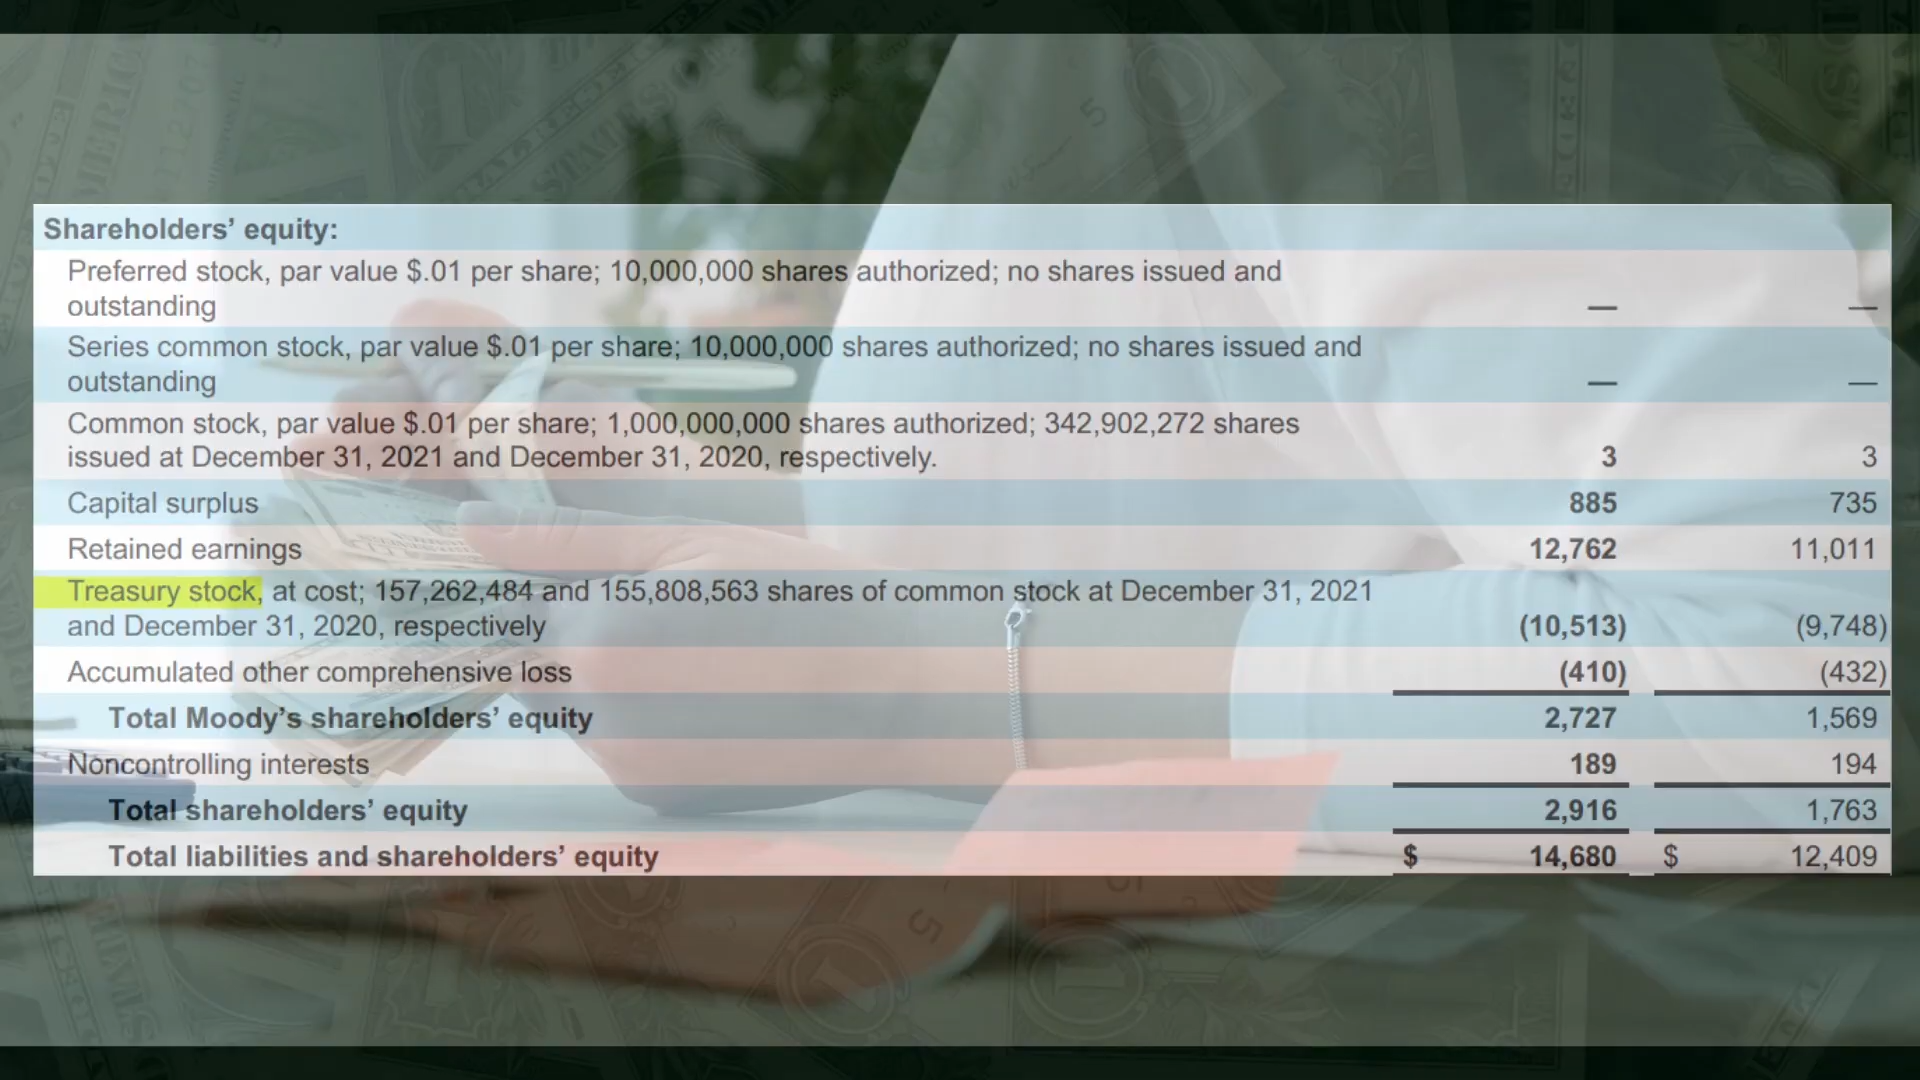 Shareholders’ equity:
Preferred stock, par value $.01 per share; 10,000,000 shares authorized; no shares issued and
outstanding — —
Series common stock, par value $.01 per share; 10,000,000 shares authorized; no shares issued and
outstanding — —
Common stock, par value $.01 per share; 1,000,000,000 shares authorized; 342,902,272 shares
issued at December 31, 2021 and December 31, 2020, respectively. 3 3
Capital surplus 885 735
Retained earnings 12,762 11,011
Treasury stock, at cost; 157,262,484 and 155,808,563 shares of common stock at December 31, 2021
and December 31, 2020, respectively (10,513) (9,748)
Accumulated other comprehensive loss (410) (432)
Total Moody’s shareholders’ equity 2,727 1,569
Noncontrolling interests 189 194
Total shareholders’ equity 2,916 1,763
Total liabilities and shareholders’ equity $ 14,680 $ 12,409